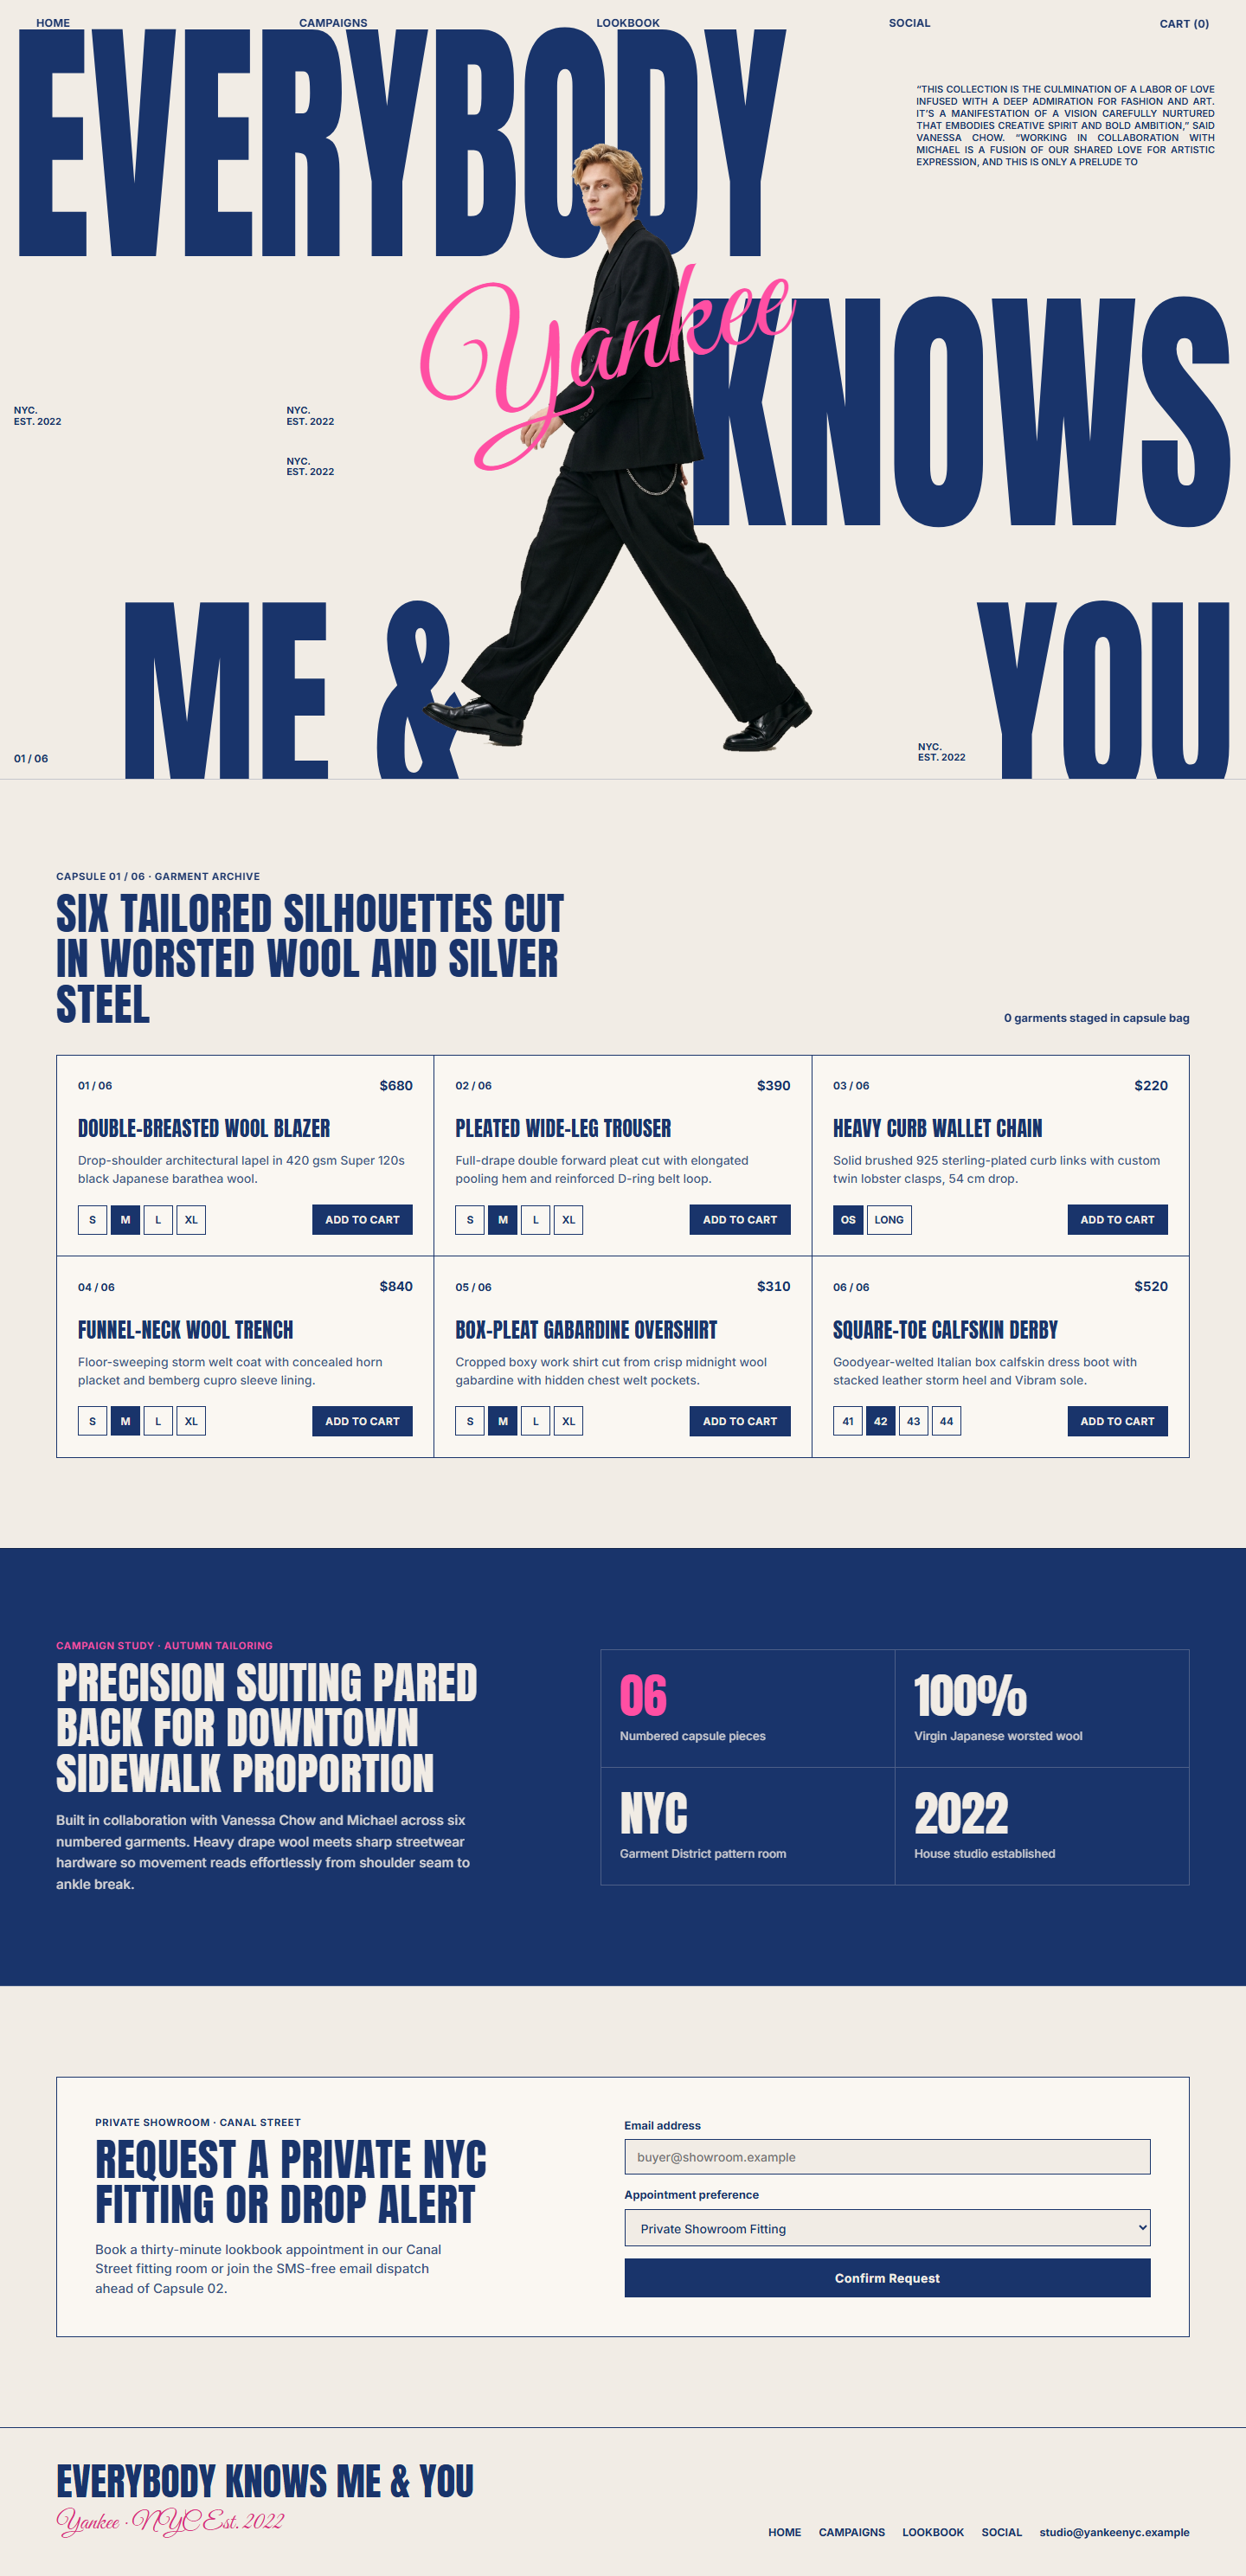 HOME CAMPAIGNS LOOKBOOK SOCIAL CART (0)
EVERYBODY
“THIS COLLECTION IS THE CULMINATION OF A LABOR OF LOVE
INFUSED WITH A DEEP ADMIRATION FOR FASHION AND ART.
IT’S A MANIFESTATION OF A VISION CAREFULLY NURTURED
THAT EMBODIES CREATIVE SPIRIT AND BOLD AMBITION,” SAID
VANESSA CHOW. “WORKING IN COLLABORATION WITH
MICHAEL IS A FUSION OF OUR SHARED LOVE FOR ARTISTIC
EXPRESSION, AND THIS IS ONLY A PRELUDE TO
Yankee
KNOWS
NYC.
EST. 2022
NYC.
EST. 2022
NYC.
EST. 2022
ME &
YOU
01 / 06
NYC.
EST. 2022
CAPSULE 01 / 06 · GARMENT ARCHIVE
SIX TAILORED SILHOUETTES CUT
IN WORSTED WOOL AND SILVER
STEEL
0 garments staged in capsule bag
01 / 06 $680
DOUBLE-BREASTED WOOL BLAZER
Drop-shoulder architectural lapel in 420 gsm Super 120s
black Japanese barathea wool.
S M L XL ADD TO CART
02 / 06 $390
PLEATED WIDE-LEG TROUSER
Full-drape double forward pleat cut with elongated
pooling hem and reinforced D-ring belt loop.
S M L XL ADD TO CART
03 / 06 $220
HEAVY CURB WALLET CHAIN
Solid brushed 925 sterling-plated curb links with custom
twin lobster clasps, 54 cm drop.
OS LONG ADD TO CART
04 / 06 $840
FUNNEL-NECK WOOL TRENCH
Floor-sweeping storm welt coat with concealed horn
placket and bemberg cupro sleeve lining.
S M L XL ADD TO CART
05 / 06 $310
BOX-PLEAT GABARDINE OVERSHIRT
Cropped boxy work shirt cut from crisp midnight wool
gabardine with hidden chest welt pockets.
S M L XL ADD TO CART
06 / 06 $520
SQUARE-TOE CALFSKIN DERBY
Goodyear-welted Italian box calfskin dress boot with
stacked leather storm heel and Vibram sole.
41 42 43 44 ADD TO CART
CAMPAIGN STUDY · AUTUMN TAILORING
PRECISION SUITING PARED
BACK FOR DOWNTOWN
SIDEWALK PROPORTION
Built in collaboration with Vanessa Chow and Michael across six
numbered garments. Heavy drape wool meets sharp streetwear
hardware so movement reads effortlessly from shoulder seam to
ankle break.
06
Numbered capsule pieces
100%
Virgin Japanese worsted wool
NYC
Garment District pattern room
2022
House studio established
PRIVATE SHOWROOM · CANAL STREET
REQUEST A PRIVATE NYC
FITTING OR DROP ALERT
Book a thirty-minute lookbook appointment in our Canal
Street fitting room or join the SMS-free email dispatch
ahead of Capsule 02.
Email address
buyer@showroom.example
Appointment preference
Private Showroom Fitting
Confirm Request
EVERYBODY KNOWS ME & YOU
Yankee · NYC Est. 2022
HOME CAMPAIGNS LOOKBOOK SOCIAL studio@yankeenyc.example